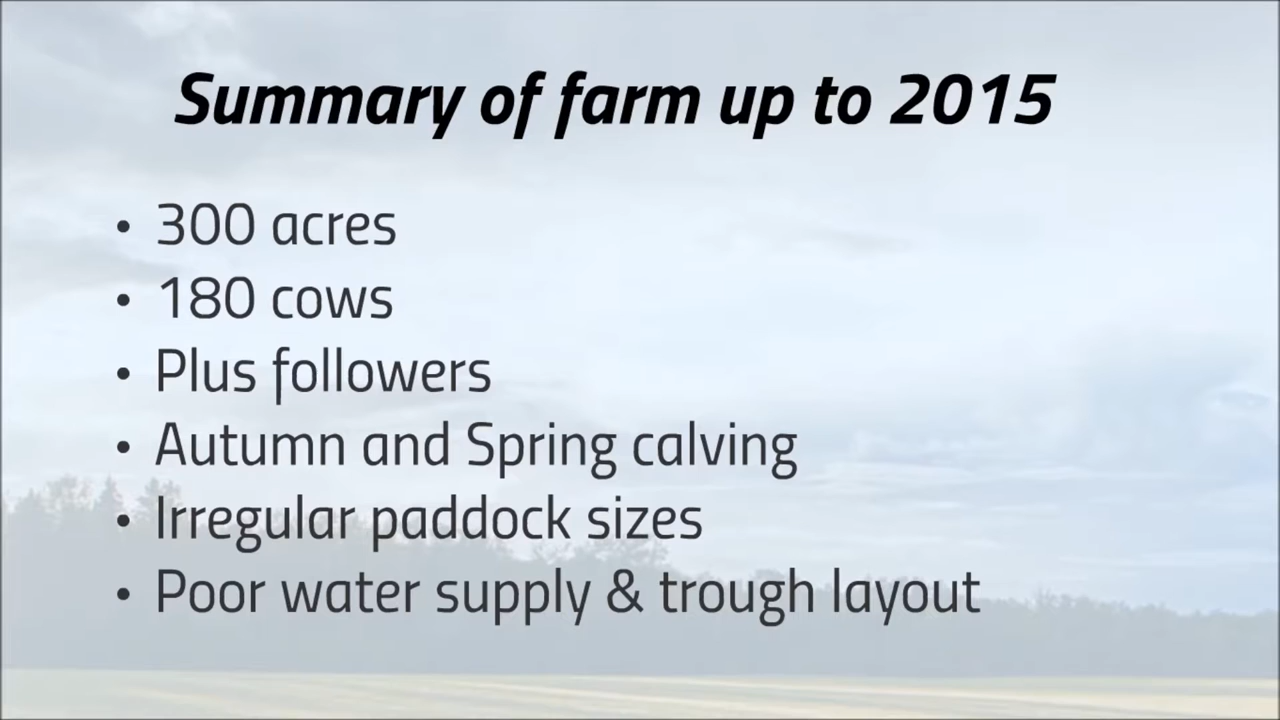 Summary of farm up to 2015
• 300 acres
• 180 cows
• Plus followers
• Autumn and Spring calving
• Irregular paddock sizes
• Poor water supply & trough layout